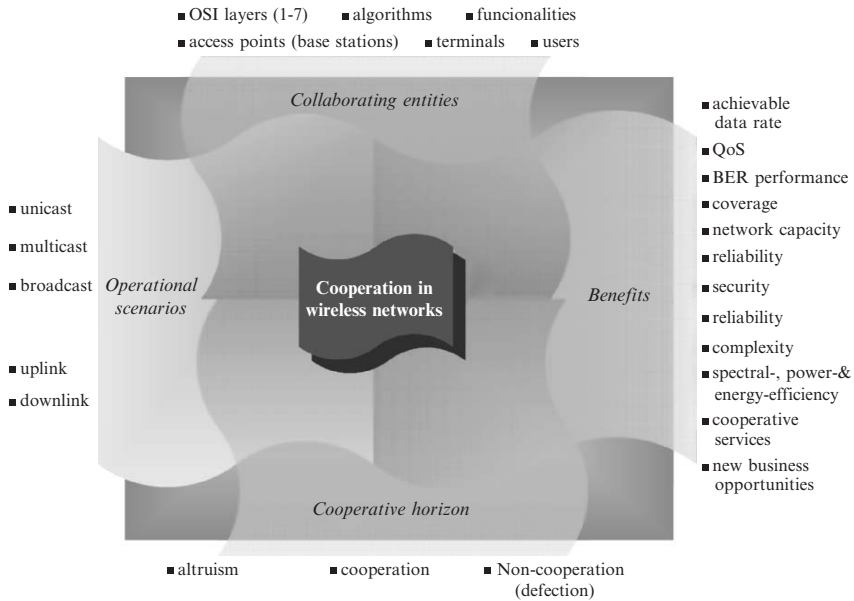 ▪ OSI layers (1-7) ▪ algorithms ▪ funcionalities
▪ access points (base stations) ▪ terminals ▪ users
Collaborating entities
▪ unicast
▪ multicast
▪ broadcast
▪ uplink
▪ downlink
Operational
scenarios
Cooperation in
wireless networks
Benefits
▪ achievable
data rate
▪ QoS
▪ BER performance
▪ coverage
▪ network capacity
▪ reliability
▪ security
▪ reliability
▪ complexity
▪ spectral-, power-&
energy-efficiency
▪ cooperative
services
▪ new business
opportunities
Cooperative horizon
▪ altruism ▪ cooperation ▪ Non-cooperation
(defection)